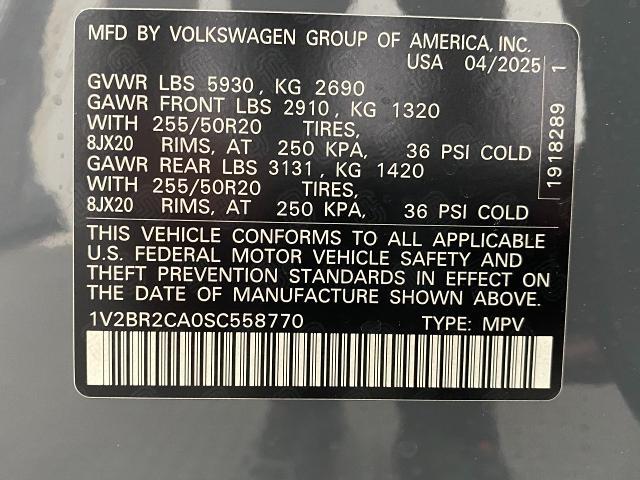 MFD BY VOLKSWAGEN GROUP OF AMERICA, INC.
USA 04/2025
GVWR LBS 5930 , KG 2690
GAWR FRONT LBS 2910 , KG 1320
WITH 255/50R20 TIRES,
8JX20 RIMS, AT 250 KPA, 36 PSI COLD
GAWR REAR LBS 3131 , KG 1420
WITH 255/50R20 TIRES,
8JX20 RIMS, AT 250 KPA, 36 PSI COLD
1918289 1
THIS VEHICLE CONFORMS TO ALL APPLICABLE
U.S. FEDERAL MOTOR VEHICLE SAFETY AND
THEFT PREVENTION STANDARDS IN EFFECT ON
THE DATE OF MANUFACTURE SHOWN ABOVE.
1V2BR2CA0SC558770 TYPE: MPV